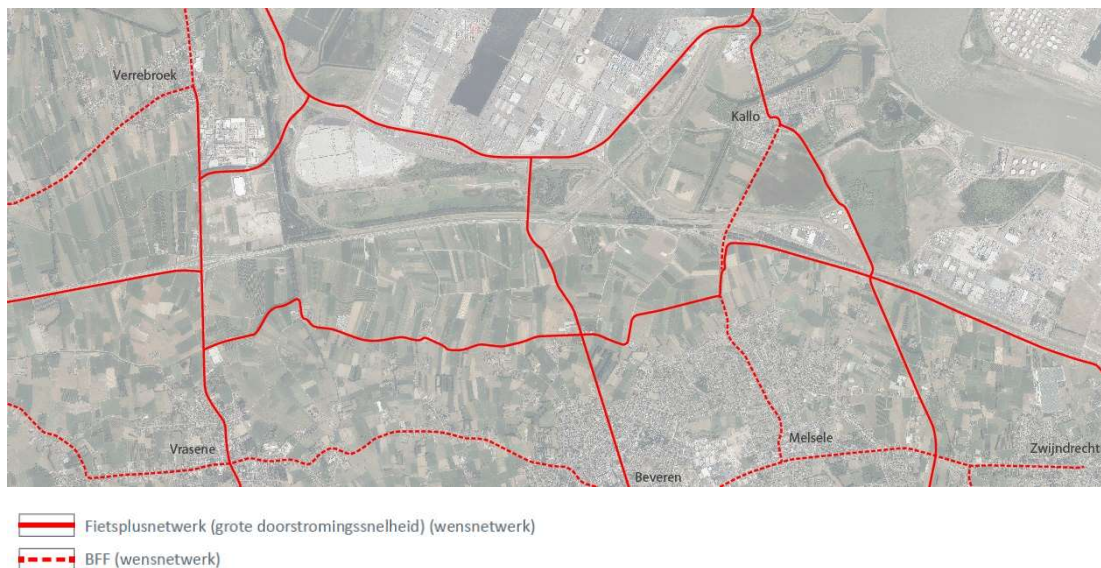 Verrebroek
Kallo
Vrasene
Melsele
Zwijndrecht
Beveren
Fietsplusnetwerk (grote doorstromingssnelheid) (wensnetwerk)
BFF (wensnetwerk)